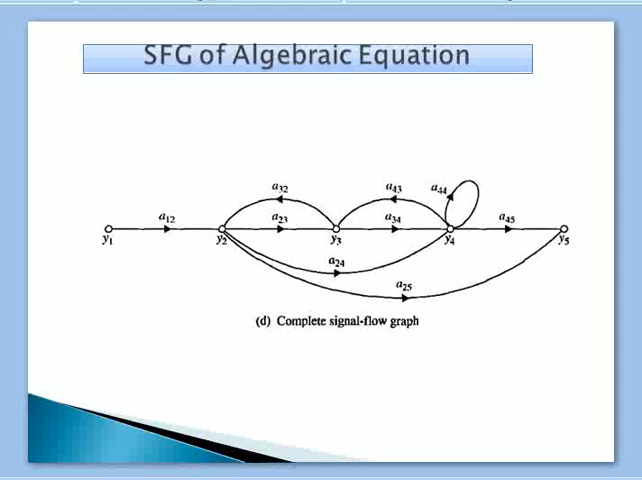 SFG of Algebraic Equation
a32 a43 a44
a12 a23 a34 a45
y1 y2 y3 y4 y5
a24
a25
(d) Complete signal-flow graph